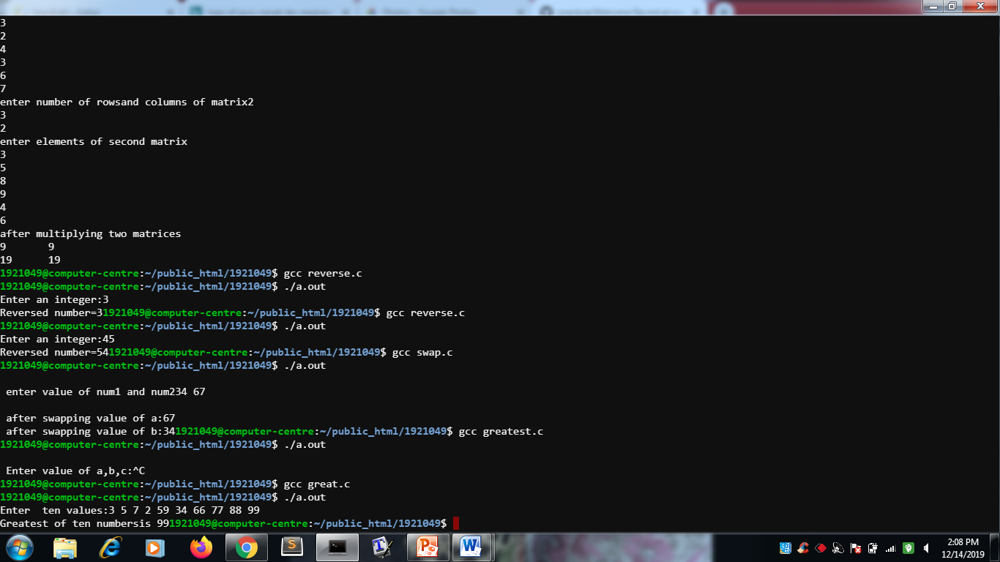 3
2
4
3
6
7
enter number of rowsand columns of matrix2
3
2
enter elements of second matrix
3
5
8
9
4
6
after multiplying two matrices
9       9
19      19
1921049@computer-centre:~/public_html/1921049$ gcc reverse.c
1921049@computer-centre:~/public_html/1921049$ ./a.out
Enter an integer:3
Reversed number=31921049@computer-centre:~/public_html/1921049$ gcc reverse.c
1921049@computer-centre:~/public_html/1921049$ ./a.out
Enter an integer:45
Reversed number=541921049@computer-centre:~/public_html/1921049$ gcc swap.c
1921049@computer-centre:~/public_html/1921049$ ./a.out
enter value of num1 and num234 67
after swapping value of a:67
after swapping value of b:341921049@computer-centre:~/public_html/1921049$ gcc greatest.c
1921049@computer-centre:~/public_html/1921049$ ./a.out
Enter value of a,b,c:^C
1921049@computer-centre:~/public_html/1921049$ gcc great.c
1921049@computer-centre:~/public_html/1921049$ ./a.out
Enter  ten values:3 5 7 2 59 34 66 77 88 99
Greatest of ten numbersis 991921049@computer-centre:~/public_html/1921049$
2:08 PM
12/14/2019